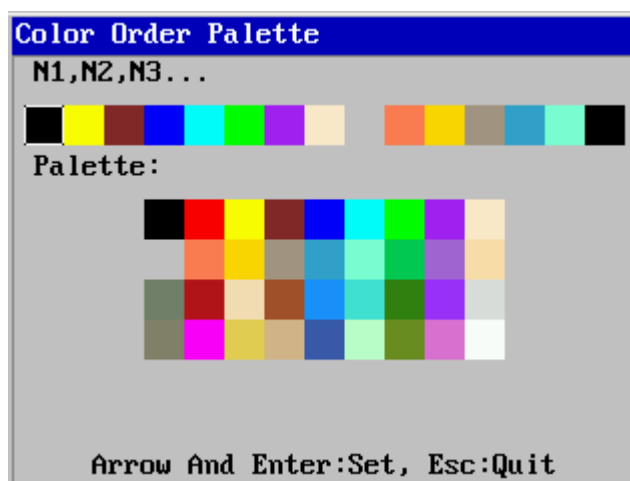 Color Order Palette
N1,N2,N3...
Palette:
Arrow And Enter:Set, Esc:Quit